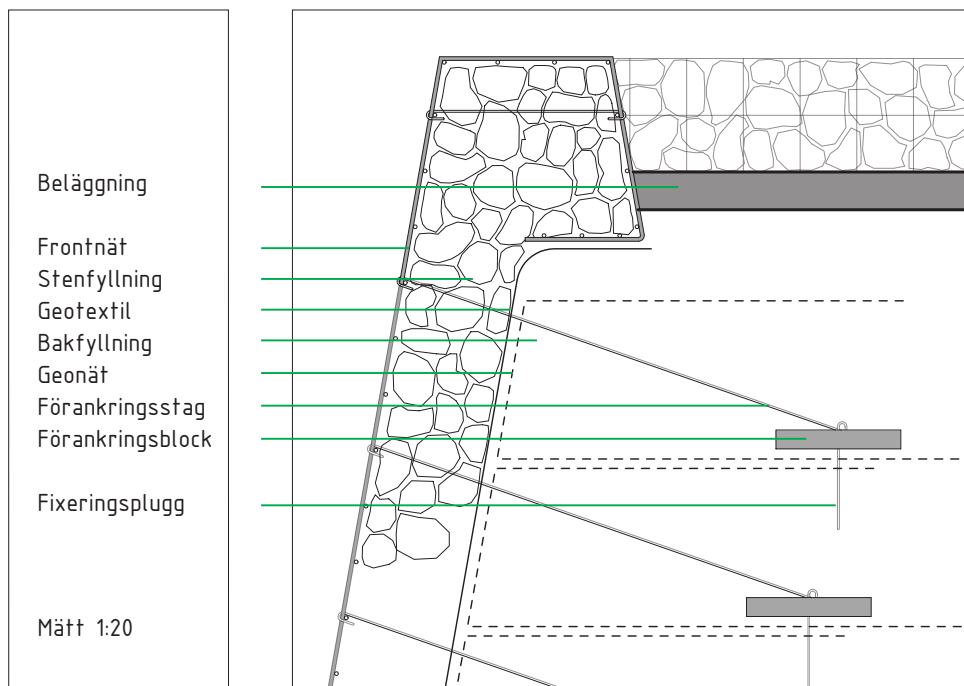 Beläggning
Frontnät
Stenfyllning
Geotextil
Bakfyllning
Geonät
Förankringsstag
Förankringsblock
Fixeringsplugg
Mätt 1:20